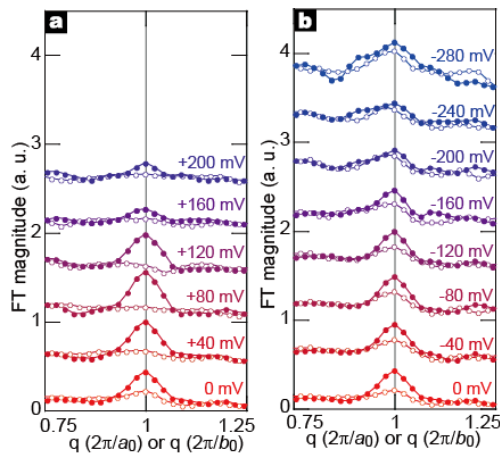 a
FT magnitude (a. u.)
4
3
2
1
0
+200 mV
+160 mV
+120 mV
+80 mV
+40 mV
0 mV
0.75
1
1.25
q (2π/a0) or q (2π/b0)
b
FT magnitude (a. u.)
4
3
2
1
0
-280 mV
-240 mV
-200 mV
-160 mV
-120 mV
-80 mV
-40 mV
0 mV
0.75
1
1.25
q (2π/a0) or q (2π/b0)